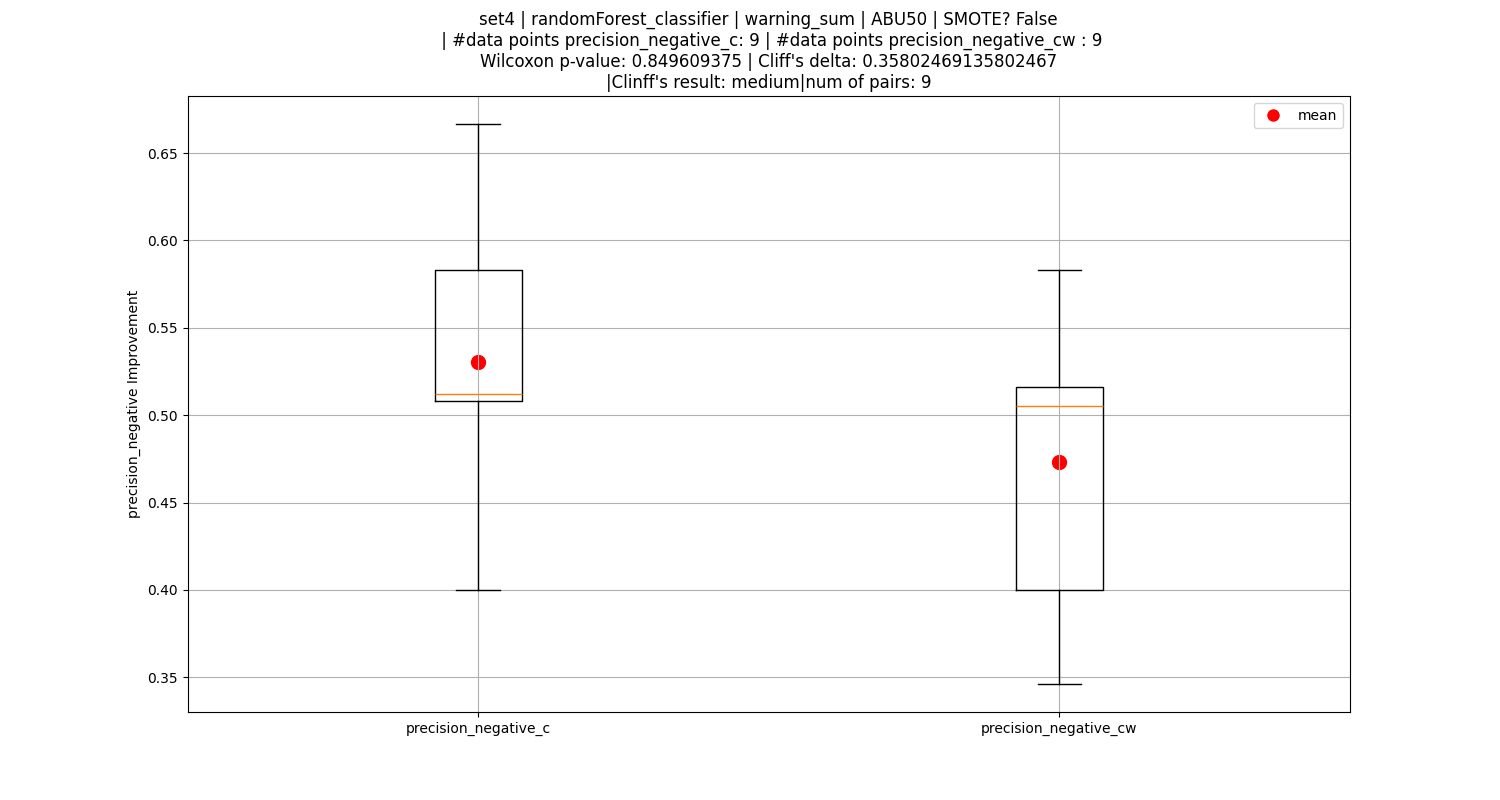 set4 | randomForest_classifier | warning_sum | ABU50 | SMOTE? False
| #data points precision_negative_c: 9 | #data points precision_negative_cw : 9
Wilcoxon p-value: 0.849609375 | Cliff's delta: 0.35802469135802467
|Clinff's result: medium|num of pairs: 9
mean
0.65
0.60
0.55
0.50
0.45
0.40
0.35
precision_negative Improvement
precision_negative_c
precision_negative_cw